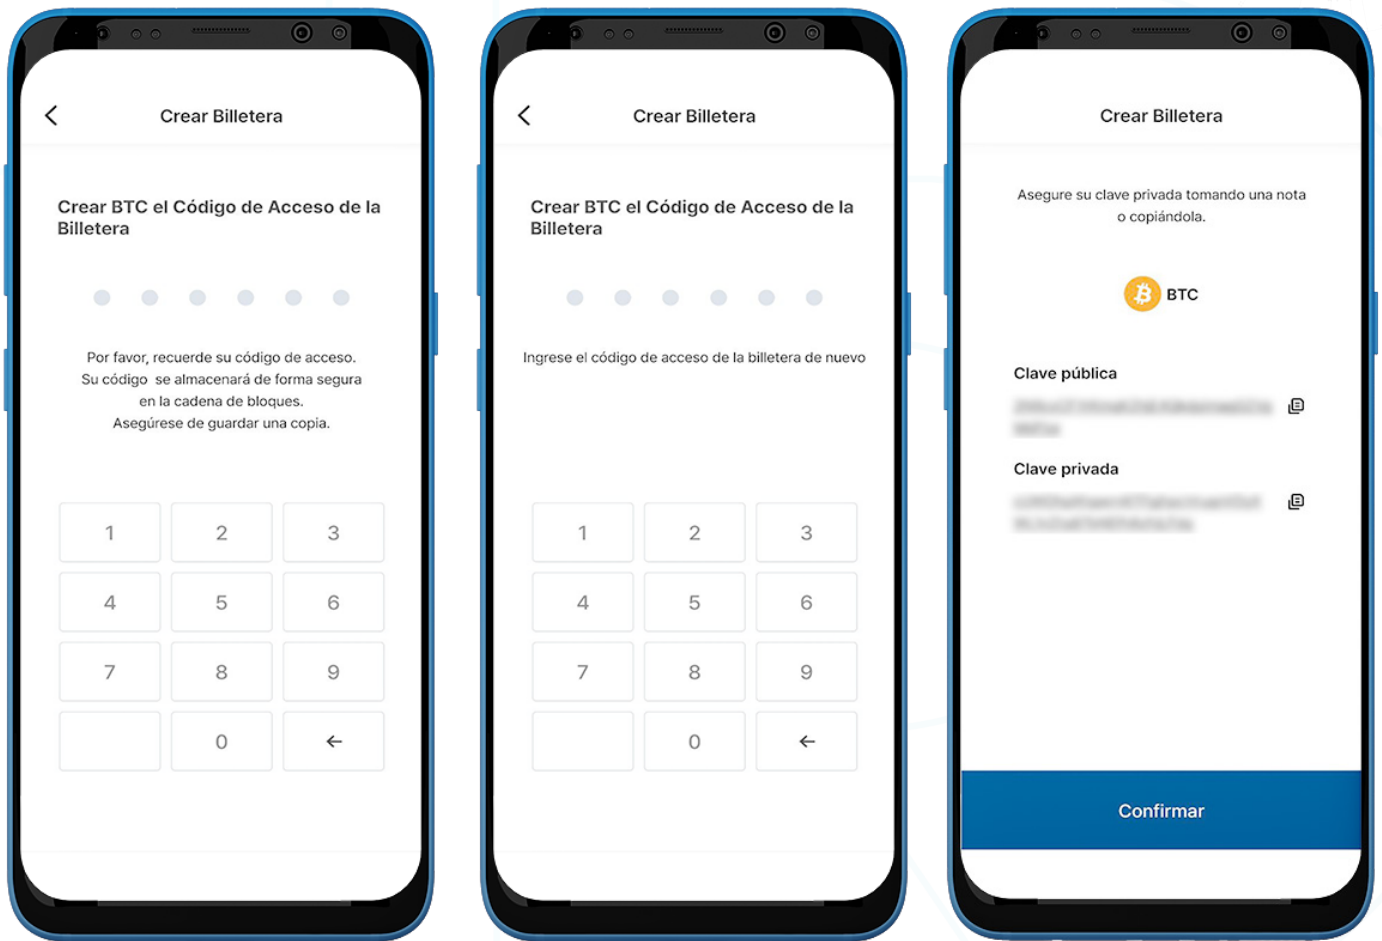 Crear Billetera
Crear BTC el Código de Acceso de la
Billetera
Por favor, recuerde su código de acceso.
Su código se almacenará de forma segura
en la cadena de bloques.
Asegúrese de guardar una copia.
1 2 3
4 5 6
7 8 9
0 ←
Crear Billetera
Crear BTC el Código de Acceso de la
Billetera
Ingrese el código de acceso de la billetera de nuevo
1 2 3
4 5 6
7 8 9
0 ←
Crear Billetera
Asegure su clave privada tomando una nota
o copiándola.
BTC
Clave pública
Clave privada
Confirmar